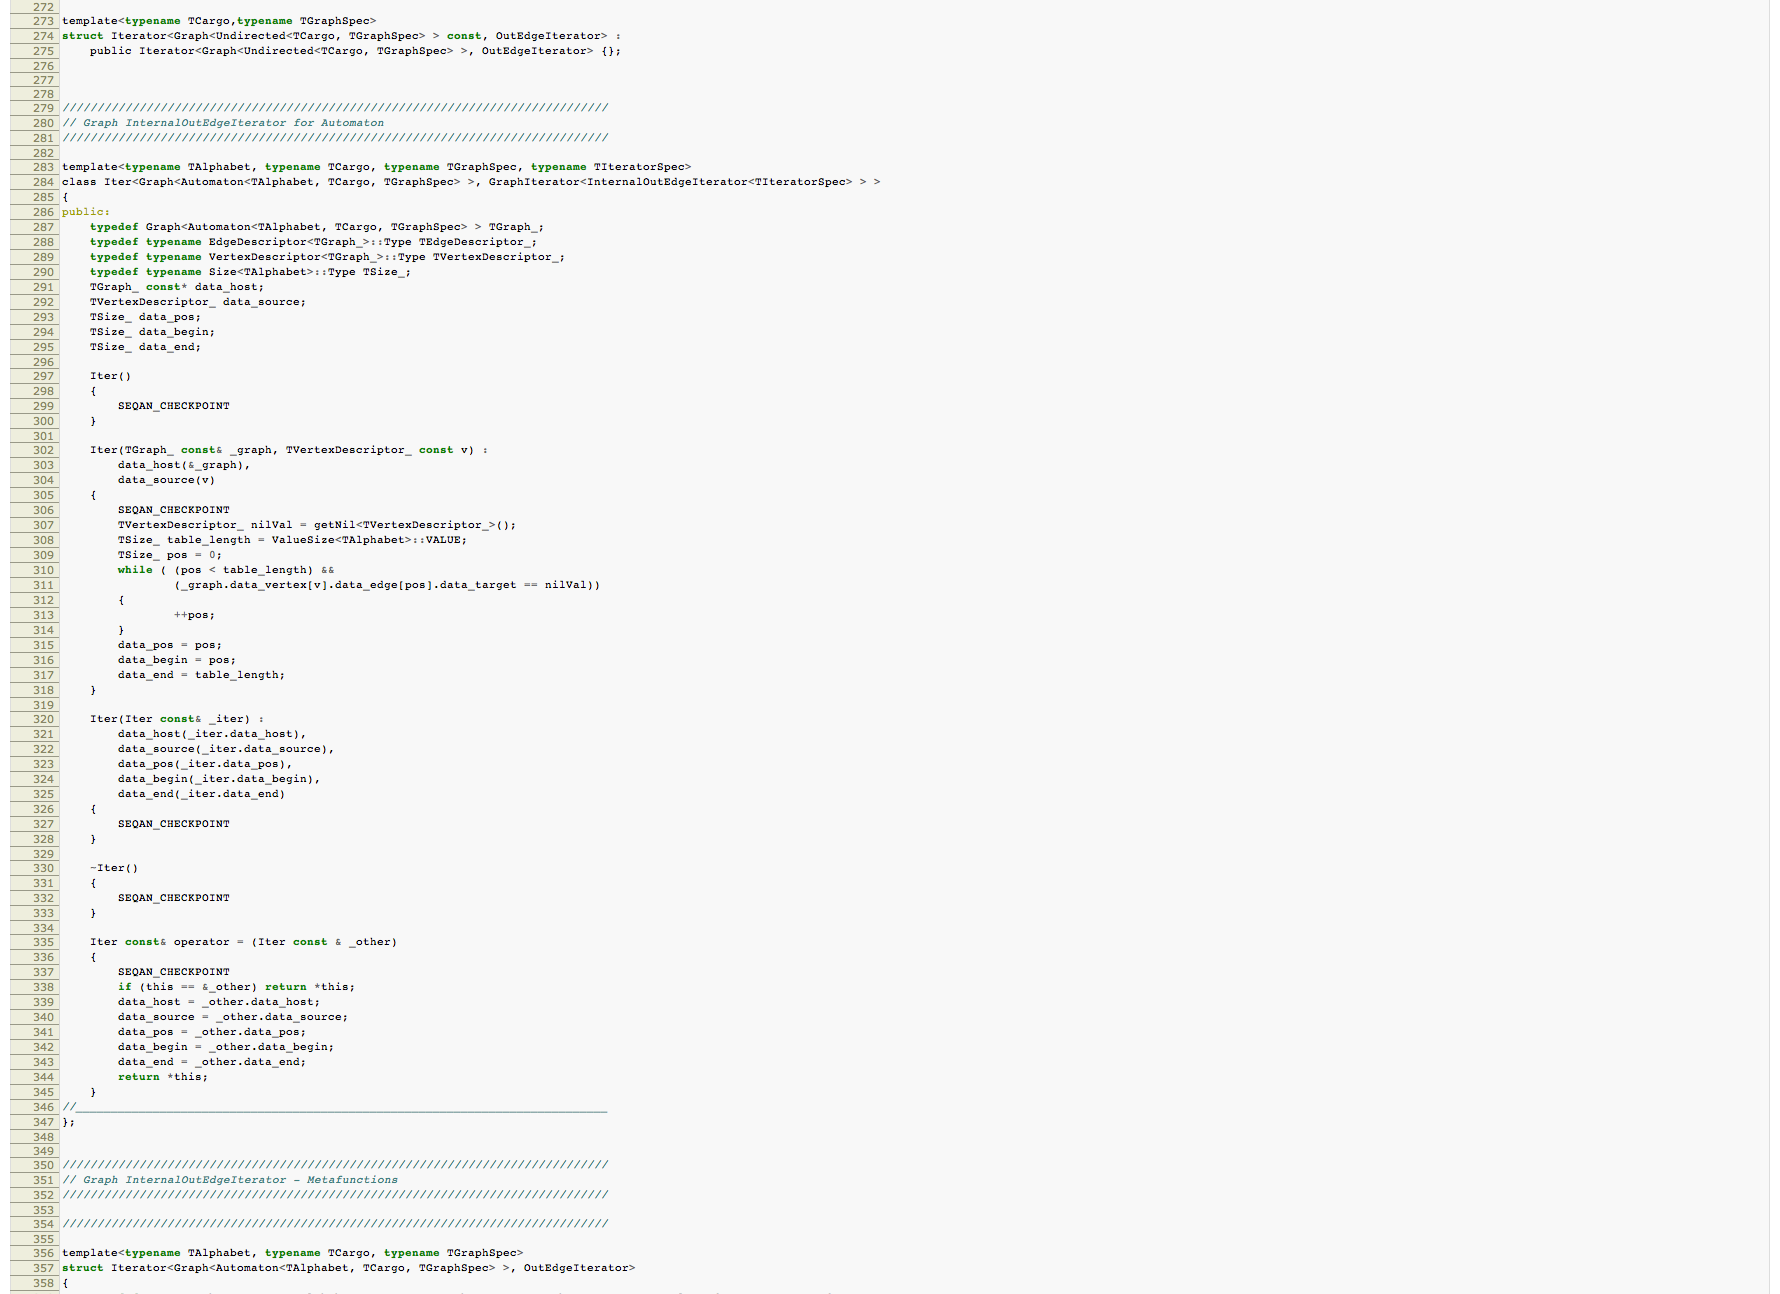 272
273 template<typename TCargo,typename TGraphSpec>
274 struct Iterator<Graph<Undirected<TCargo, TGraphSpec> > const, OutEdgeIterator> :
275     public Iterator<Graph<Undirected<TCargo, TGraphSpec> >, OutEdgeIterator> {};
276
277
278
279 //////////////////////////////////////////////////////////////////////////////
280 // Graph InternalOutEdgeIterator for Automaton
281 //////////////////////////////////////////////////////////////////////////////
282
283 template<typename TAlphabet, typename TCargo, typename TGraphSpec, typename TIteratorSpec>
284 class Iter<Graph<Automaton<TAlphabet, TCargo, TGraphSpec> >, GraphIterator<InternalOutEdgeIterator<TIteratorSpec> > >
285 {
286 public:
287     typedef Graph<Automaton<TAlphabet, TCargo, TGraphSpec> > TGraph_;
288     typedef typename EdgeDescriptor<TGraph_>::Type TEdgeDescriptor_;
289     typedef typename VertexDescriptor<TGraph_>::Type TVertexDescriptor_;
290     typedef typename Size<TAlphabet>::Type TSize_;
291     TGraph_ const* data_host;
292     TVertexDescriptor_ data_source;
293     TSize_ data_pos;
294     TSize_ data_begin;
295     TSize_ data_end;
296
297     Iter()
298     {
299         SEQAN_CHECKPOINT
300     }
301
302     Iter(TGraph_ const& _graph, TVertexDescriptor_ const v) :
303         data_host(&_graph),
304         data_source(v)
305     {
306         SEQAN_CHECKPOINT
307         TVertexDescriptor_ nilVal = getNil<TVertexDescriptor_>();
308         TSize_ table_length = ValueSize<TAlphabet>::VALUE;
309         TSize_ pos = 0;
310         while ( (pos < table_length) &&
311                 (_graph.data_vertex[v].data_edge[pos].data_target == nilVal))
312         {
313                 ++pos;
314         }
315         data_pos = pos;
316         data_begin = pos;
317         data_end = table_length;
318     }
319
320     Iter(Iter const& _iter) :
321         data_host(_iter.data_host),
322         data_source(_iter.data_source),
323         data_pos(_iter.data_pos),
324         data_begin(_iter.data_begin),
325         data_end(_iter.data_end)
326     {
327         SEQAN_CHECKPOINT
328     }
329
330     ~Iter()
331     {
332         SEQAN_CHECKPOINT
333     }
334
335     Iter const& operator = (Iter const & _other)
336     {
337         SEQAN_CHECKPOINT
338         if (this == &_other) return *this;
339         data_host = _other.data_host;
340         data_source = _other.data_source;
341         data_pos = _other.data_pos;
342         data_begin = _other.data_begin;
343         data_end = _other.data_end;
344         return *this;
345     }
346 //____________________________________________________________________________
347 };
348
349
350 //////////////////////////////////////////////////////////////////////////////
351 // Graph InternalOutEdgeIterator - Metafunctions
352 //////////////////////////////////////////////////////////////////////////////
353
354 //////////////////////////////////////////////////////////////////////////////
355
356 template<typename TAlphabet, typename TCargo, typename TGraphSpec>
357 struct Iterator<Graph<Automaton<TAlphabet, TCargo, TGraphSpec> >, OutEdgeIterator>
358 {